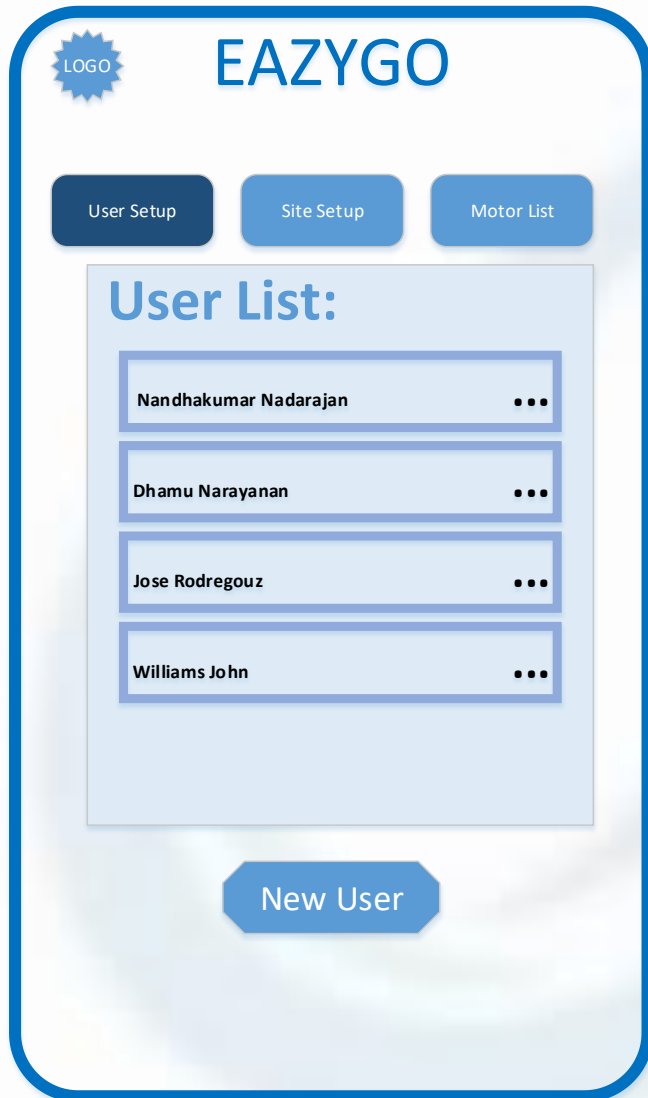 LOGO
EAZYGO
User Setup
Site Setup
Motor List
User List:
Nandhakumar Nadarajan ...
Dhamu Narayanan ...
Jose Rodregouz ...
Williams John ...
New User